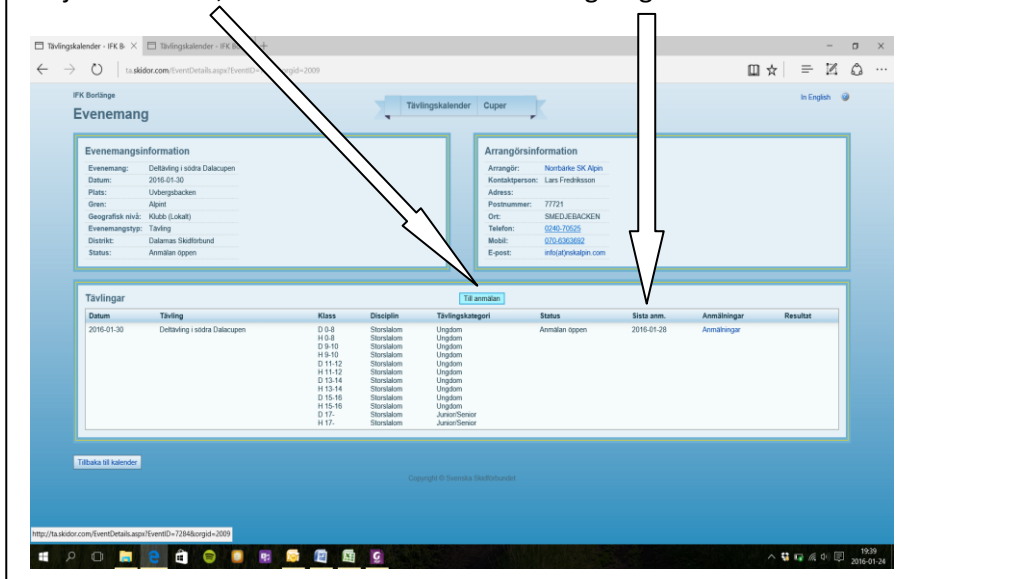 Tävlingskalender - IFK B
Tävlingskalender - IFK
ta.skidor.com/EventDetails.aspx?EventID=
orgid=2009
IFK Borlänge
Evenemang
Tävlingskalender Cuper
In English
Evenemangsinformation
Evenemang: Deltävling i södra Dalacupen
Datum: 2016-01-30
Plats: Uvbergsbacken
Gren: Alpint
Geografisk nivå: Klubb (Lokalt)
Evenemangstyp: Tävling
Distrikt: Dalarnas Skidförbund
Status: Anmälan öppen
Arrangörsinformation
Arrangör: Norrbärke SK Alpin
Kontaktperson: Lars Fredriksson
Adress:
Postnummer: 77721
Ort: SMEDJEBACKEN
Telefon: 0240-70525
Mobil: 070-6363692
E-post: info(at)nskalpin.com
Tävlingar
Till anmälan
Datum Tävling Klass Disciplin Tävlingskategori Status Sista anm. Anmälningar Resultat
2016-01-30 Deltävling i södra Dalacupen D 0-8 Storslalom Ungdom Anmälan öppen 2016-01-28 Anmälningar
H 0-8 Storslalom Ungdom
D 9-10 Storslalom Ungdom
H 9-10 Storslalom Ungdom
D 11-12 Storslalom Ungdom
H 11-12 Storslalom Ungdom
D 13-14 Storslalom Ungdom
H 13-14 Storslalom Ungdom
D 15-16 Storslalom Ungdom
H 15-16 Storslalom Ungdom
D 17- Storslalom Junior/Senior
H 17- Storslalom Junior/Senior
Tillbaka till kalender
Copyright © Svenska Skidförbundet
http://ta.skidor.com/EventDetails.aspx?EventID=7284&orgid=2009
19:39
2016-01-24